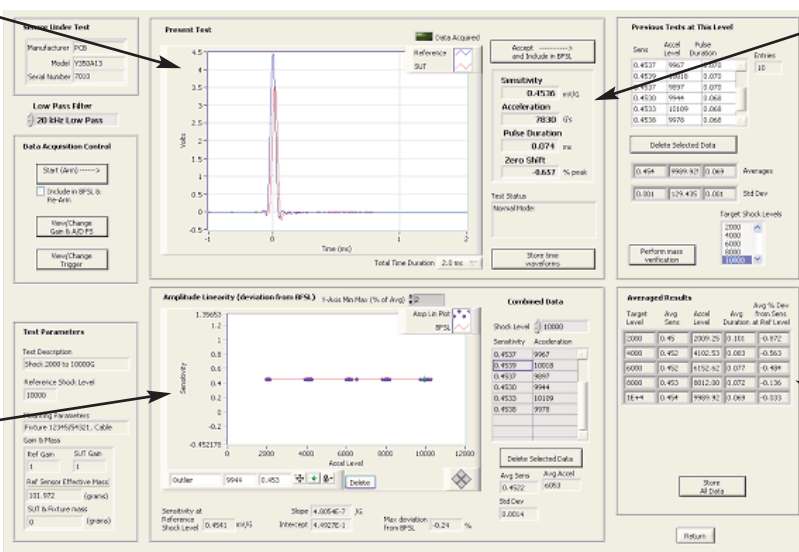 Sensor Under Test
Manufacturer PCB
Model Y350A13
Serial Number 7010
Low Pass Filter
20 kHz Low Pass
Data Acquisition Control
Start (Arm) ----->
Include in BFSL &
Re-Arm
View/Change
Gain & A/D FS
View/Change
Trigger
Test Parameters
Test Description
Shock 2000 to 10000G
Reference Shock Level
10000
Mounting Parameters
Fixture 12345/54321, Cable
Gain & Mass
Ref Gain SUT Gain
1 1
Ref Sensor Effective Mass
101.972 (grams)
SUT & Fixture mass
0 (grams)
Present Test
Data Acquired
Reference
SUT
4.5
4
3.5
3
2.5
2
1.5
1
0.5
0
-0.5
Volts
-1 0 1 2
Time (ms)
Total Time Duration 2.0 ms
Accept ---------->
and Include in BFSL
Sensitivity
0.4536 mV/G
Acceleration
7830 G's
Pulse Duration
0.074 ms
Zero Shift
-0.637 % peak
Test Status
Normal Mode:
Store time
waveforms
Amplitude Linearity (deviation from BFSL) Y-Axis Min:Max (% of Avg) 2
Amp Lin Plot
BFSL
1.35653
1.2
1
0.8
0.6
0.4
0.2
0
-0.2
-0.452178
Sensitivity
0 2000 4000 6000 8000 10000 12000
Accel Level
Outlier 9944 0.453 Delete
Sensitivity at
Reference
Shock Level 0.4541 mV/G
Slope 4.8054E-7 /G
Intercept 4.4927E-1
Max deviation
from BFSL -0.24 %
Combined Data
Shock Level 10000
Sensitivity Acceleration
0.4537 9967
0.4539 10018
0.4537 9897
0.4530 9944
0.4533 10109
0.4538 9978
Delete Selected Data
Avg Sens Avg Accel
0.4522 6053
Std Dev
0.0014
Previous Tests at This Level
Sens Accel Level Pulse Duration
Entries
10
0.4537 9967 0.070
0.4539 10018 0.070
0.4537 9897 0.070
0.4530 9944 0.068
0.4533 10109 0.068
0.4538 9978 0.068
Delete Selected Data
0.454 9989.92 0.069 Averages
0.001 129.435 0.001 Std Dev
Target Shock Levels
2000
4000
6000
8000
10000
Perform mass
verification
Averaged Results
Target Level Avg Sens Accel Level Avg Duration Avg % Dev from Sens at Ref Level
2000 0.45 2009.25 0.101 -0.872
4000 0.452 4102.53 0.083 -0.563
6000 0.452 6152.62 0.077 -0.484
8000 0.453 8012.00 0.072 -0.136
1E+4 0.454 9989.92 0.069 -0.033
Store
All Data
Return